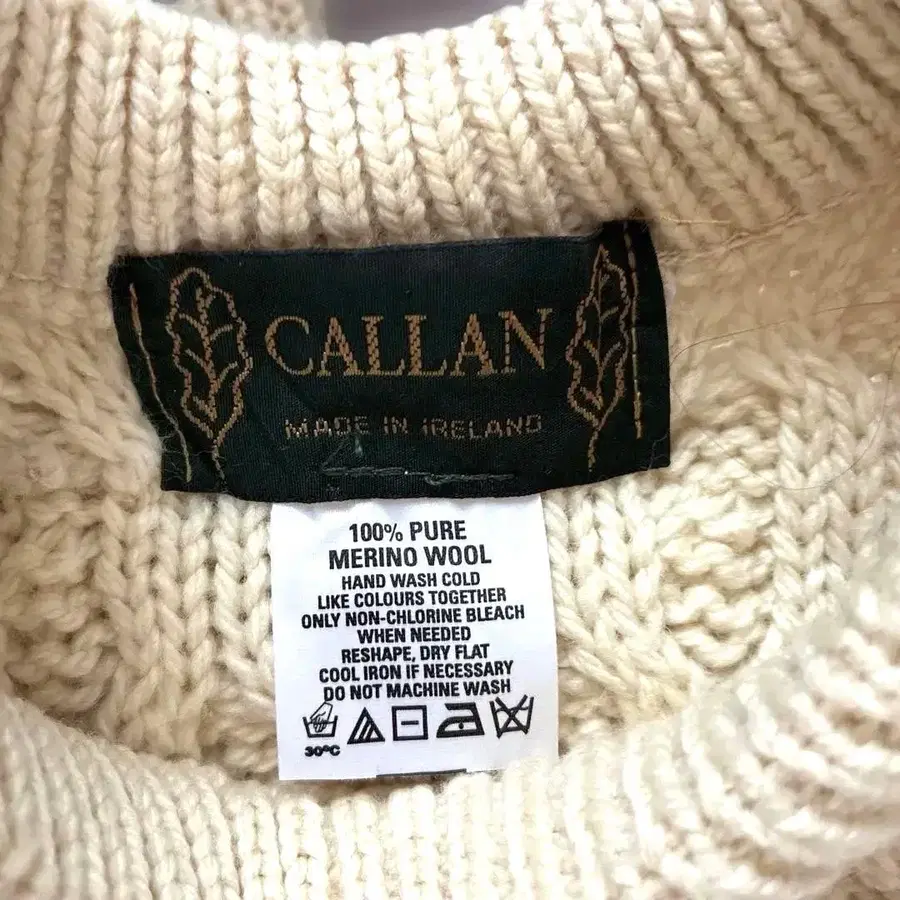 CALLAN
MADE IN IRELAND
100% PURE
MERINO WOOL
HAND WASH COLD
LIKE COLOURS TOGETHER
ONLY NON-CHLORINE BLEACH
WHEN NEEDED
RESHAPE, DRY FLAT
COOL IRON IF NECESSARY
DO NOT MACHINE WASH
30°C